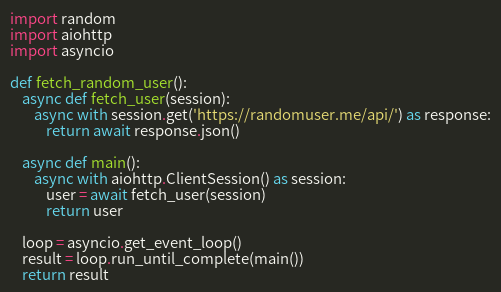 import random
import aiohttp
import asyncio

def fetch_random_user():
    async def fetch_user(session):
        async with session.get('https://randomuser.me/api/') as response:
            return await response.json()

    async def main():
        async with aiohttp.ClientSession() as session:
            user = await fetch_user(session)
            return user

    loop = asyncio.get_event_loop()
    result = loop.run_until_complete(main())
    return result